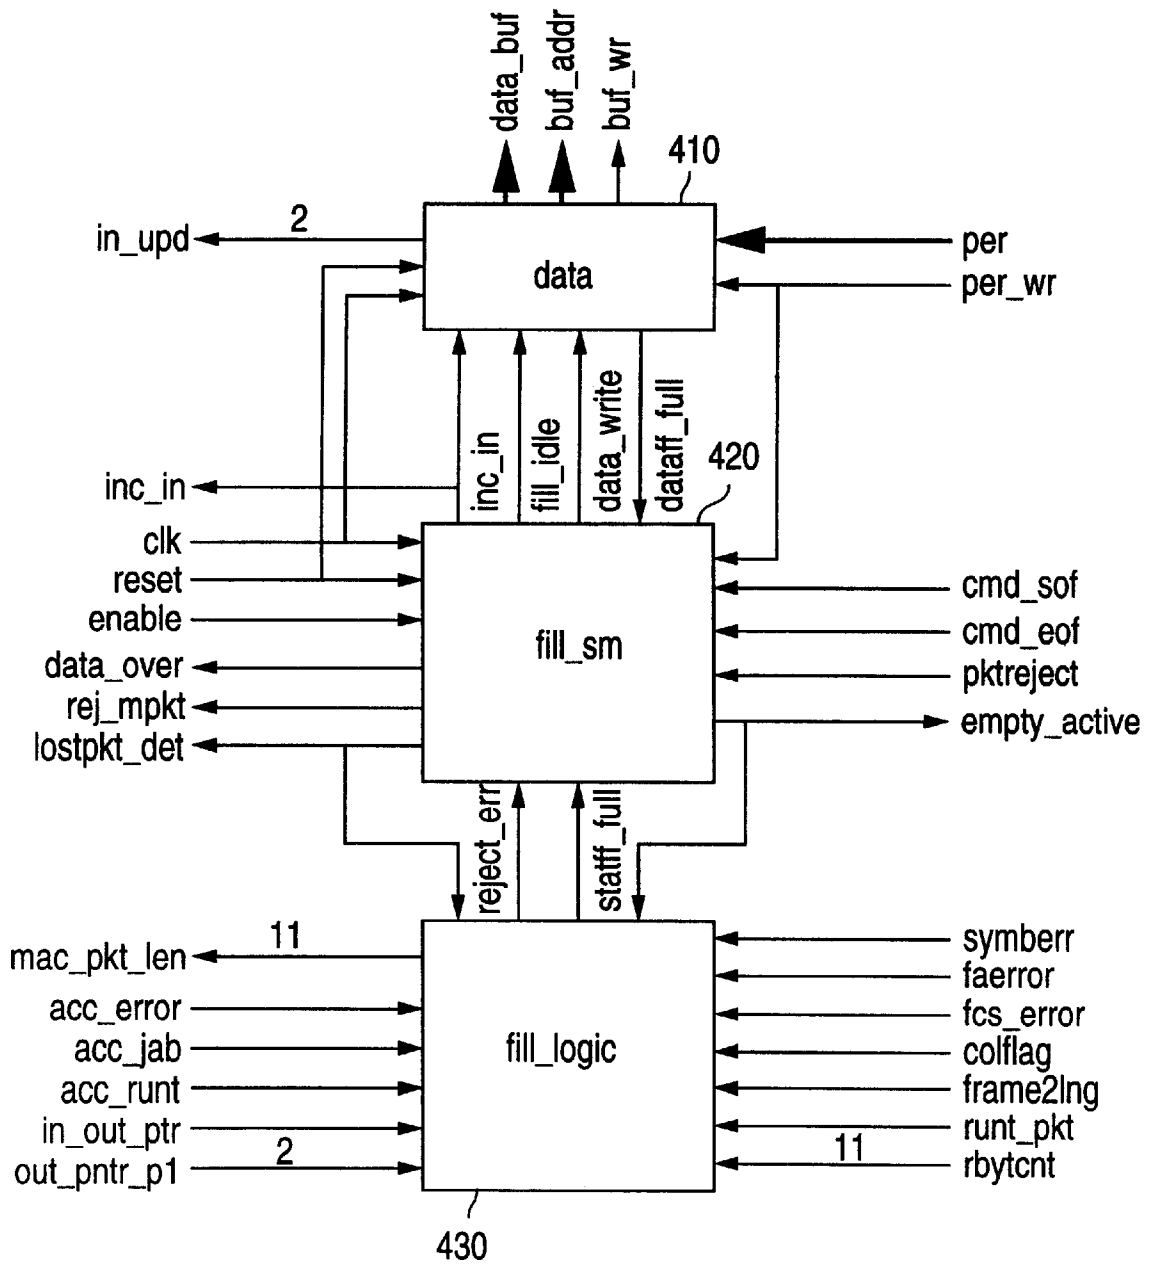 data_buf
buf_addr
buf_wr
410
in_upd
2
data
per
per_wr
inc_in
fill_idle
data_write
dataff_full
420
inc_in
clk
reset
enable
data_over
rej_mpkt
lostpkt_det
fill_sm
cmd_sof
cmd_eof
pktreject
empty_active
reject_err
statff_full
mac_pkt_len
11
acc_error
acc_jab
acc_runt
in_out_ptr
out_pntr_p1
2
fill_logic
symberr
faerror
fcs_error
colflag
frame2lng
runt_pkt
rbytcnt
11
430